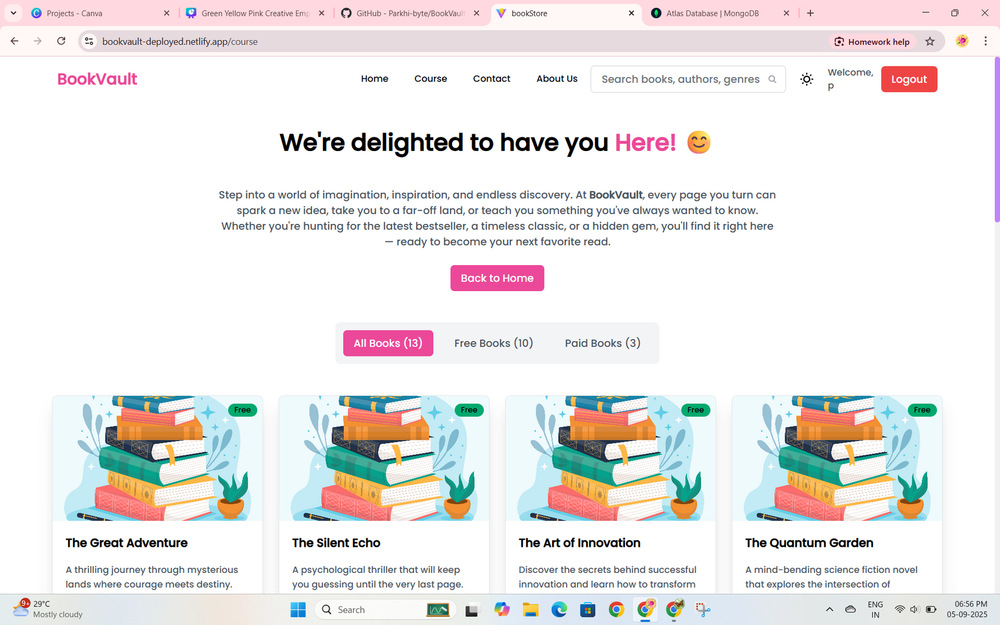 Projects - Canva
Green Yellow Pink Creative Emp
GitHub - Parkhi-byte/BookVault
bookStore
Atlas Database | MongoDB
bookvault-deployed.netlify.app/course
Homework help
BookVault
Home
Course
Contact
About Us
Search books, authors, genres
Welcome,
p
Logout
We're delighted to have you Here! 😊
Step into a world of imagination, inspiration, and endless discovery. At BookVault, every page you turn can
spark a new idea, take you to a far-off land, or teach you something you've always wanted to know.
Whether you're hunting for the latest bestseller, a timeless classic, or a hidden gem, you'll find it right here
— ready to become your next favorite read.
Back to Home
All Books (13)
Free Books (10)
Paid Books (3)
Free
Free
Free
Free
The Great Adventure
The Silent Echo
The Art of Innovation
The Quantum Garden
A thrilling journey through mysterious
lands where courage meets destiny.
A psychological thriller that will keep
you guessing until the very last page.
Discover the secrets behind successful
innovation and learn how to transform
A mind-bending science fiction novel
that explores the intersection of
9+
29°C
Mostly cloudy
Search
ENG
IN
06:56 PM
05-09-2025